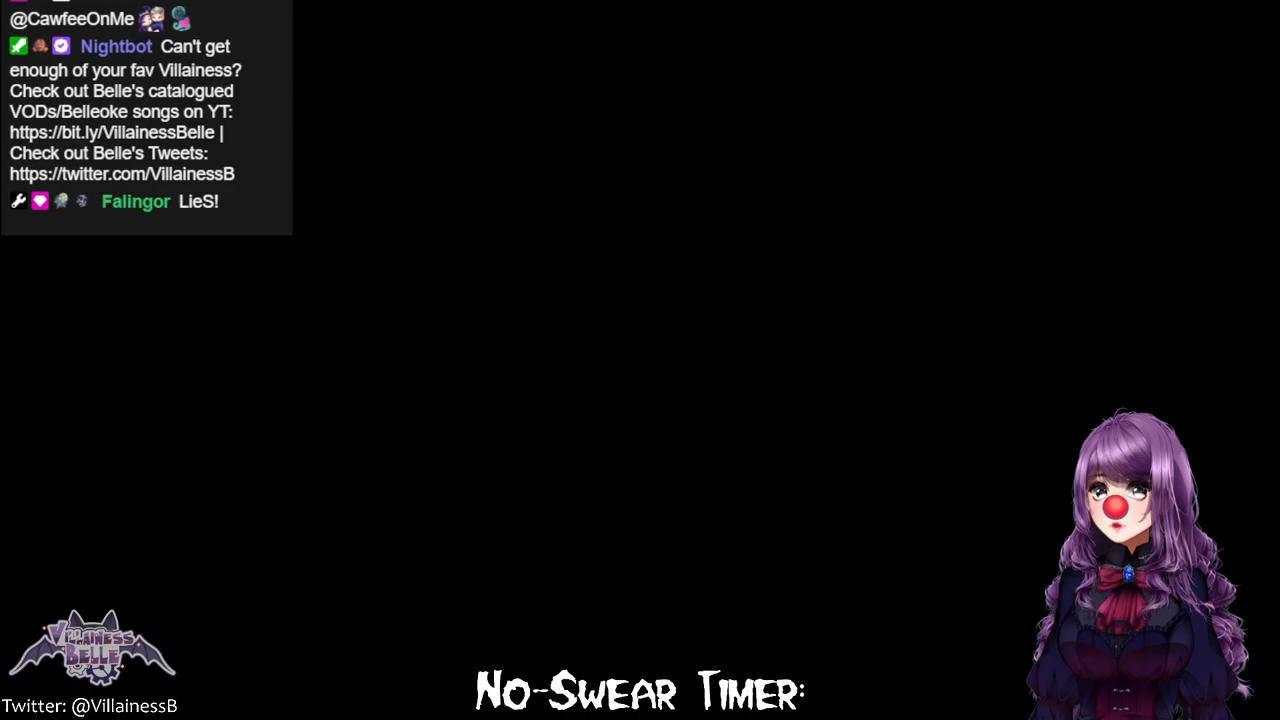 @CawfeeOnMe
Nightbot Can't get
enough of your fav Villainess?
Check out Belle's catalogued
VODs/Belleoke songs on YT:
https://bit.ly/VillainessBelle |
Check out Belle's Tweets:
https://twitter.com/VillainessB
Falingor LieS!
Villainess
Belle
Twitter: @VillainessB
No-Swear Timer: